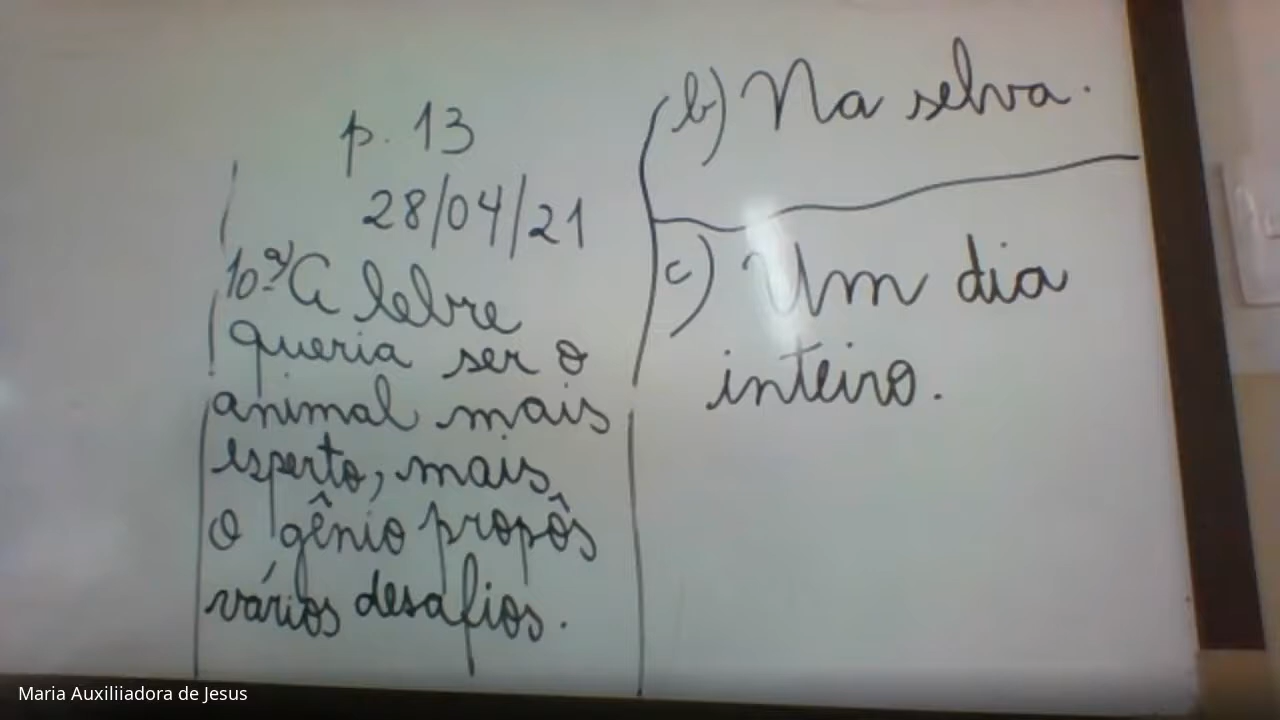 p. 13
28/04/21
10-a) A lebre
queria ser o
animal mais
esperto, mais
o gênio propôs
vários desafios.
b) Na selva.
c) Um dia
inteiro.
Maria Auxiliiadora de Jesus